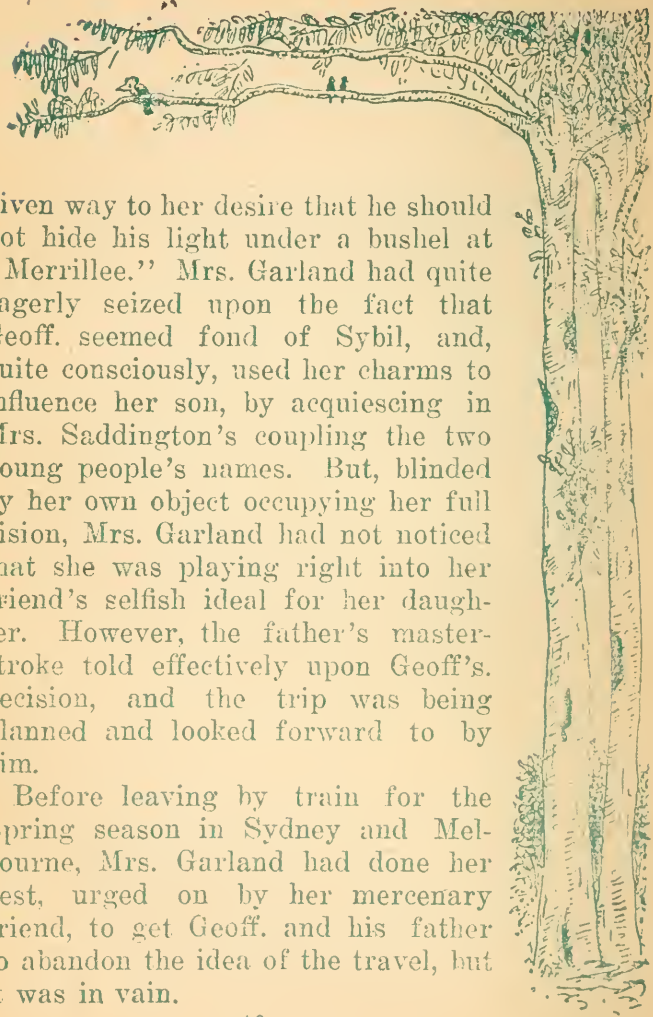 iven way to her desire that he should
ot hide his light under a bushel at
Merrillee." Mrs. Garland had quite
agerly seized upon the fact that
eoff. seemed fond of Sybil, and,
uite consciously, used her charms to
nfluence her son, by acquiescing in
Irs. Saddington's coupling the two
oung people's names. But, blinded
y her own object occupying her full
ision, Mrs. Garland had not noticed
hat she was playing right into her
riend's selfish ideal for her daugh-
er. However, the father's master-
troke told effectively upon Geoff's.
ecision, and the trip was being
lanned and looked forward to by
im.
Before leaving by train for the
pring season in Sydney and Mel-
ourne, Mrs. Garland had done her
est, urged on by her mercenary
riend, to get Geoff. and his father
o abandon the idea of the travel, but
t was in vain.